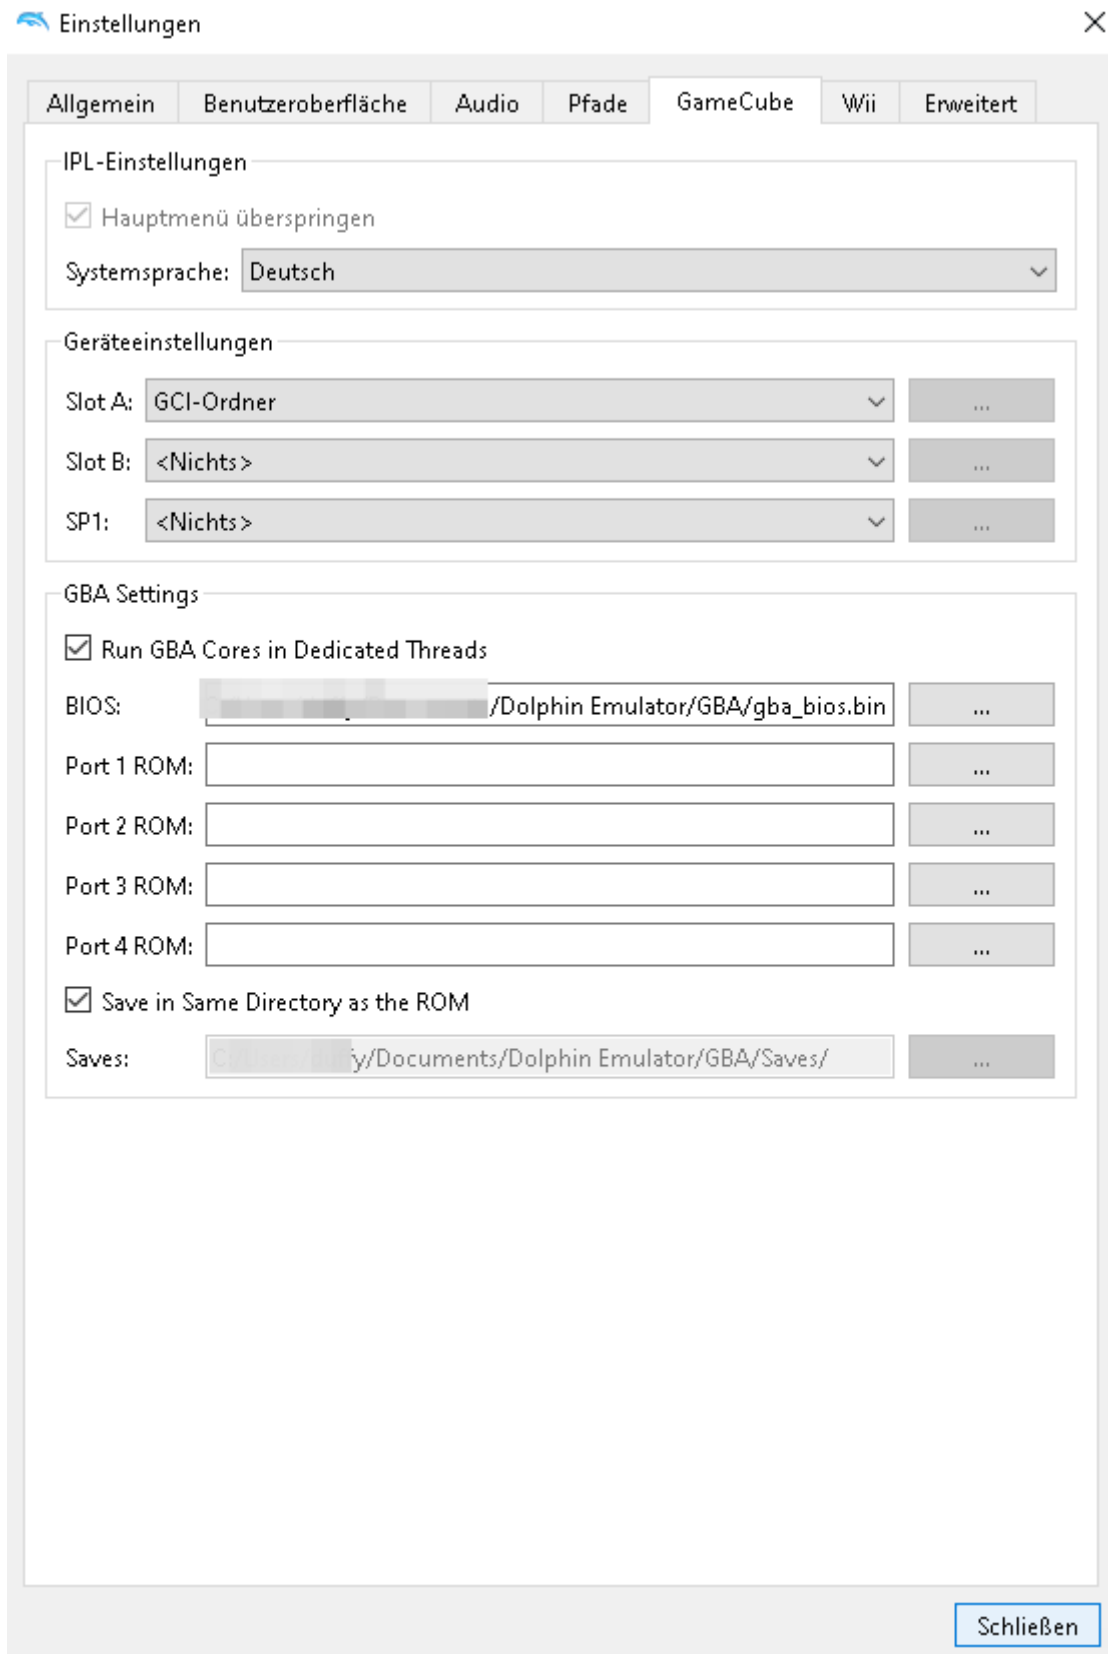 Einstellungen
Allgemein Benutzeroberfläche Audio Pfade GameCube Wii Erweitert
IPL-Einstellungen
Hauptmenü überspringen
Systemsprache: Deutsch
Geräteeinstellungen
Slot A: GCI-Ordner ...
Slot B: <Nichts> ...
SP1: <Nichts> ...
GBA Settings
Run GBA Cores in Dedicated Threads
BIOS: /Dolphin Emulator/GBA/gba_bios.bin ...
Port 1 ROM: ...
Port 2 ROM: ...
Port 3 ROM: ...
Port 4 ROM: ...
Save in Same Directory as the ROM
Saves: /Documents/Dolphin Emulator/GBA/Saves/ ...
Schließen